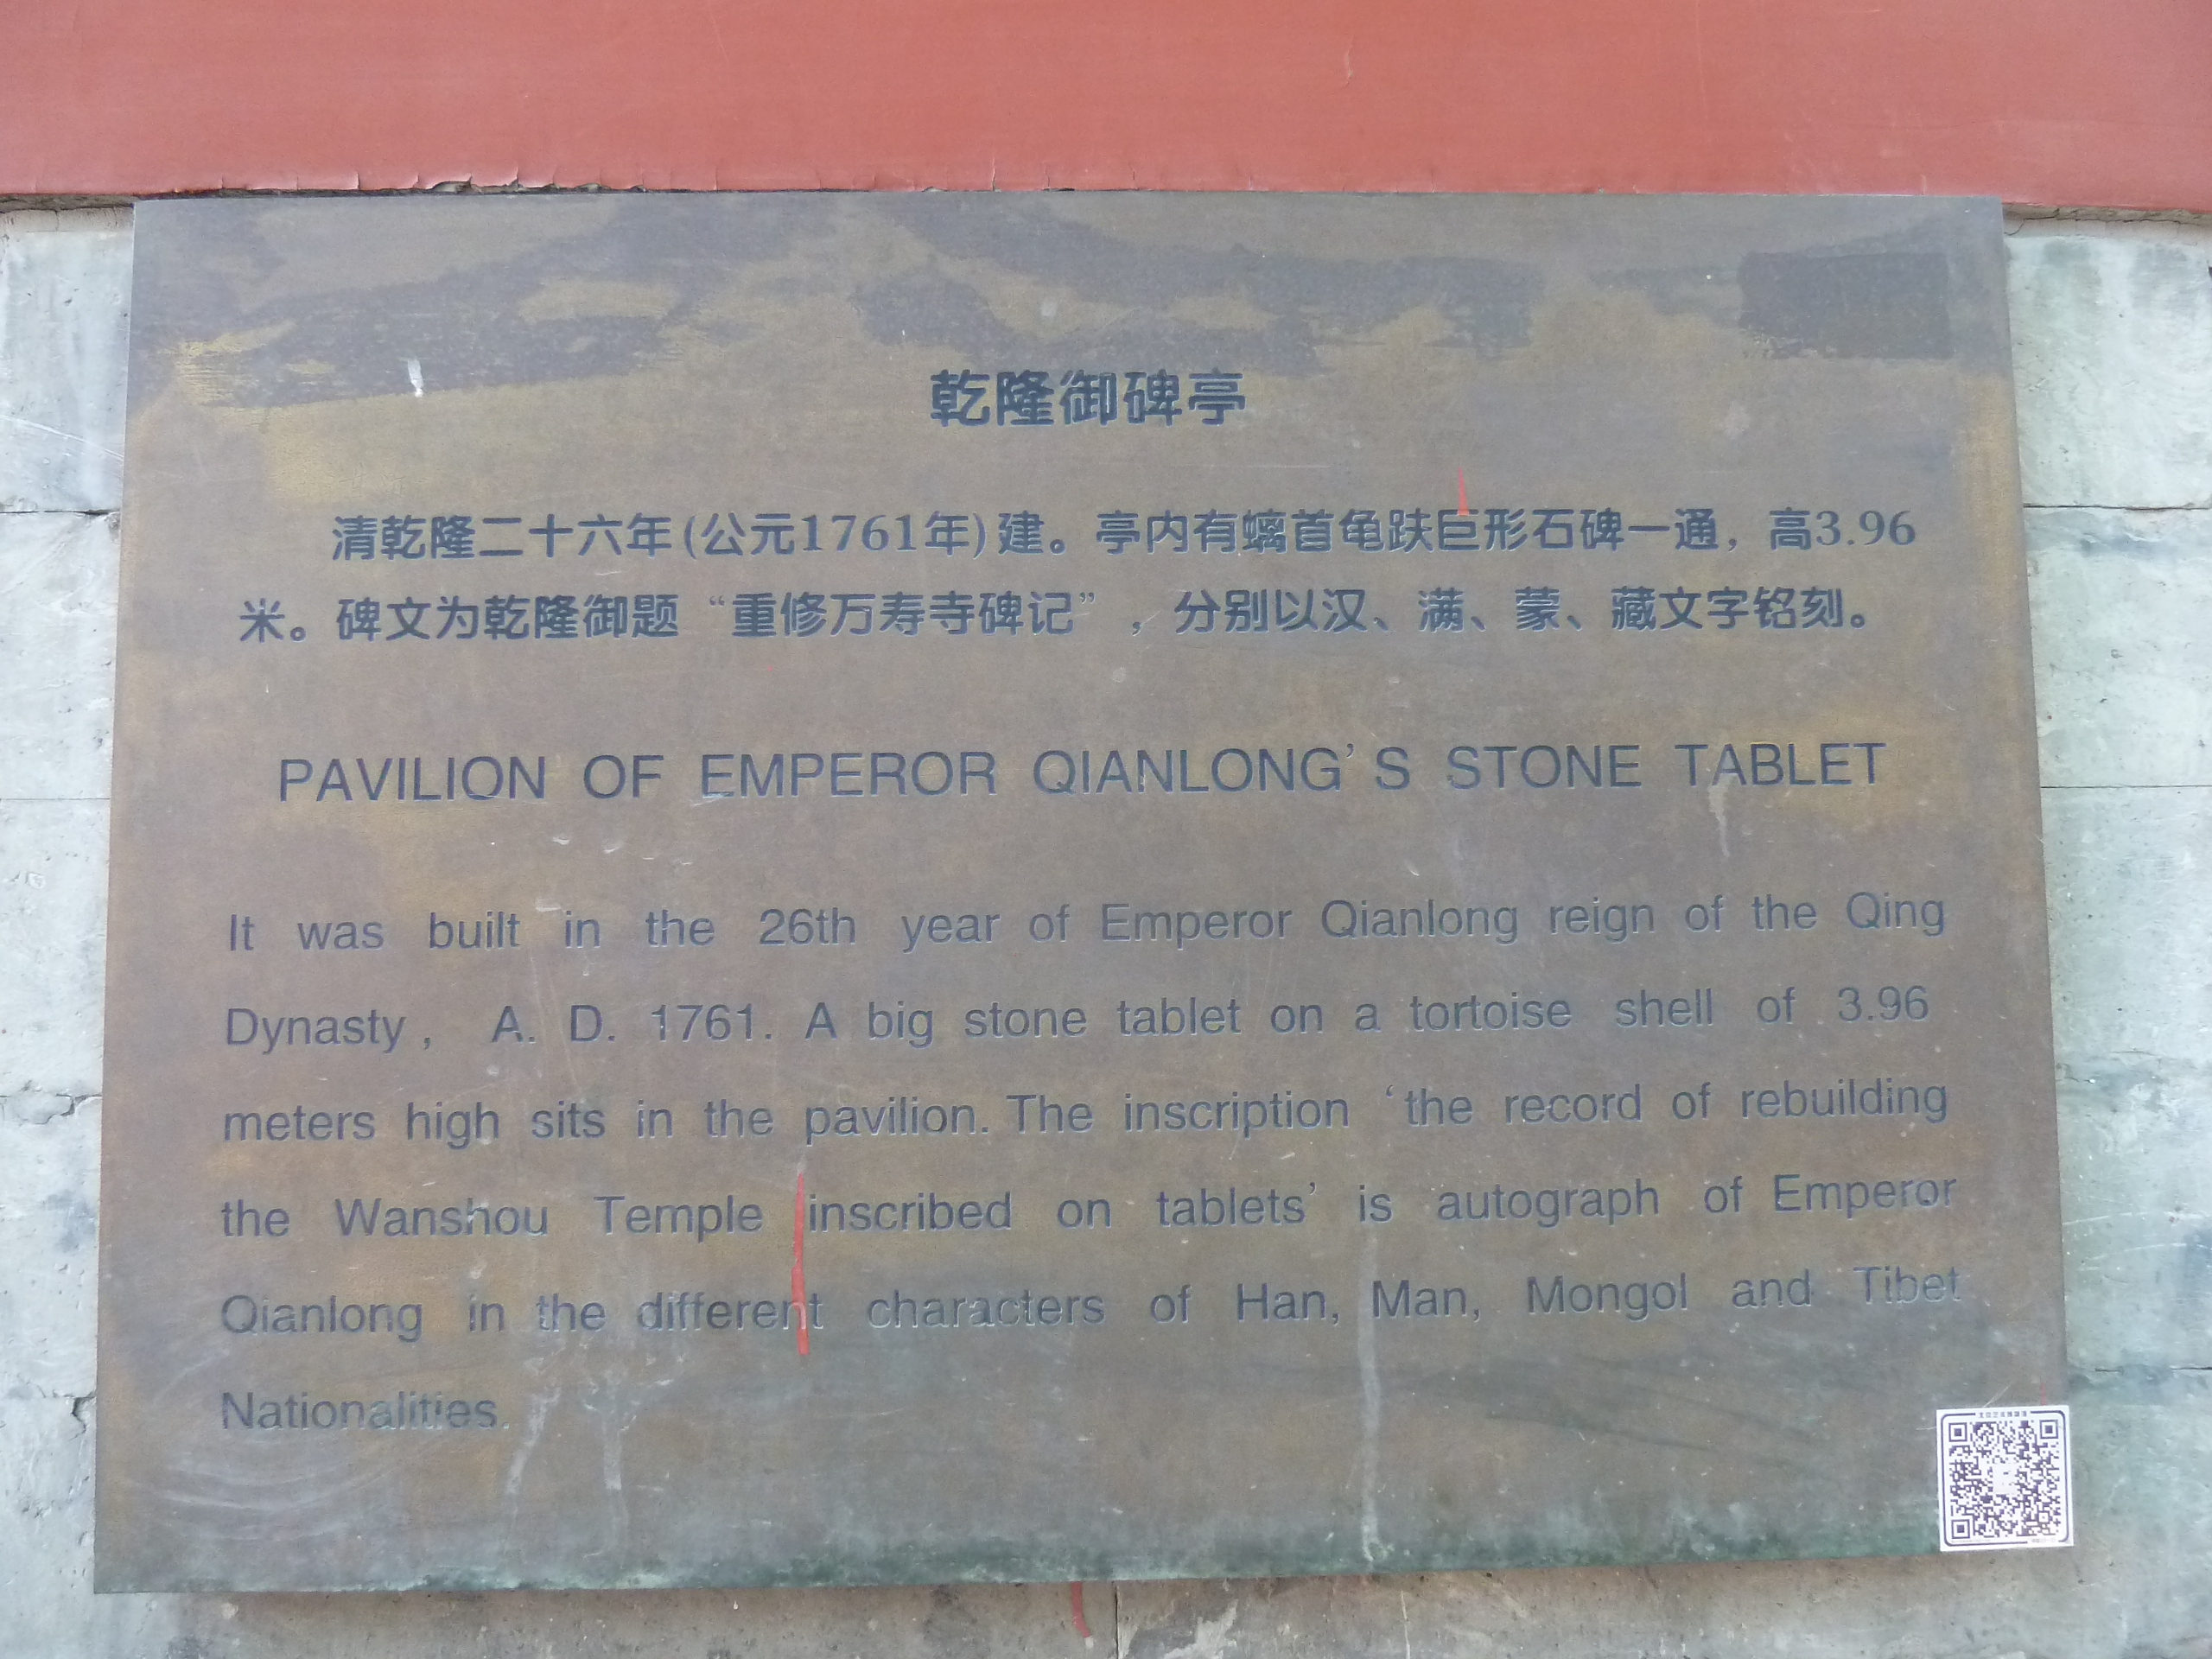 乾隆御碑亭
清乾隆二十六年(公元1761年)建。亭内有螭首龟趺巨形石碑一通，高3.96
米。碑文为乾隆御题“重修万寿寺碑记”，分别以汉、满、蒙、藏文字铭刻。
PAVILION OF EMPEROR QIANLONG'S STONE TABLET
It was built in the 26th year of Emperor Qianlong reign of the Qing
Dynasty, A. D. 1761. A big stone tablet on a tortoise shell of 3.96
meters high sits in the pavilion. The inscription ‘the record of rebuilding
the Wanshou Temple inscribed on tablets’ is autograph of Emperor
Qianlong in the different characters of Han, Man, Mongol and Tibet
Nationalities.